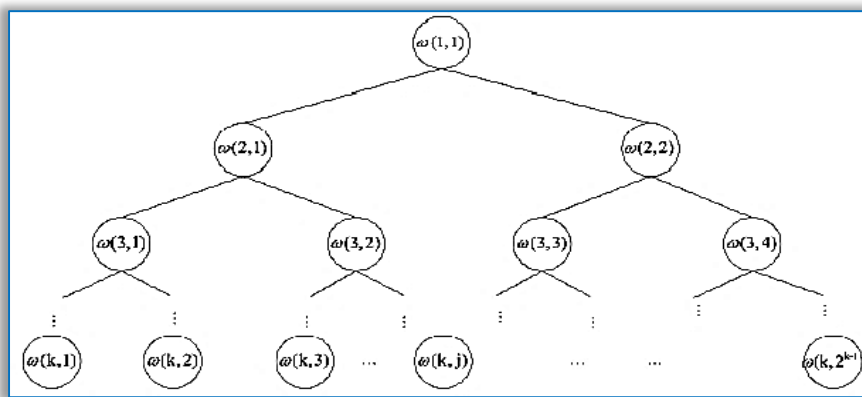 ω(1,1)
ω(2,1) ω(2,2)
ω(3,1) ω(3,2) ω(3,3) ω(3,4)
⋮ ⋮ ⋮ ⋮ ⋮ ⋮ ⋮ ⋮
ω(k,1) ω(k,2) ω(k,3) ... ω(k,j) ... ... ω(k,2^{k-1}